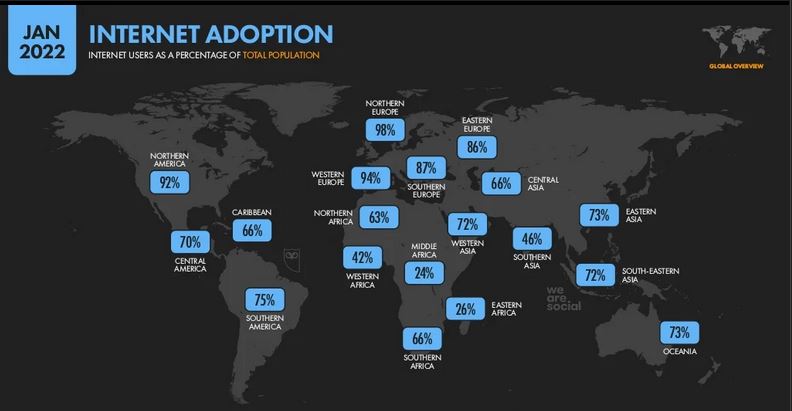 JAN
2022
INTERNET ADOPTION
INTERNET USERS AS A PERCENTAGE OF TOTAL POPULATION
GLOBAL OVERVIEW
NORTHERN
EUROPE
98%
EASTERN
EUROPE
86%
NORTHERN
AMERICA
92%
WESTERN
EUROPE
94%
87%
SOUTHERN
EUROPE
66%
CENTRAL
ASIA
CARIBBEAN
66%
NORTHERN
AFRICA
63%
72%
WESTERN
ASIA
73%
EASTERN
ASIA
70%
CENTRAL
AMERICA
42%
WESTERN
AFRICA
MIDDLE
AFRICA
24%
46%
SOUTHERN
ASIA
72%
SOUTH-EASTERN
ASIA
75%
SOUTHERN
AMERICA
26%
EASTERN
AFRICA
we
are
social
66%
SOUTHERN
AFRICA
73%
OCEANIA